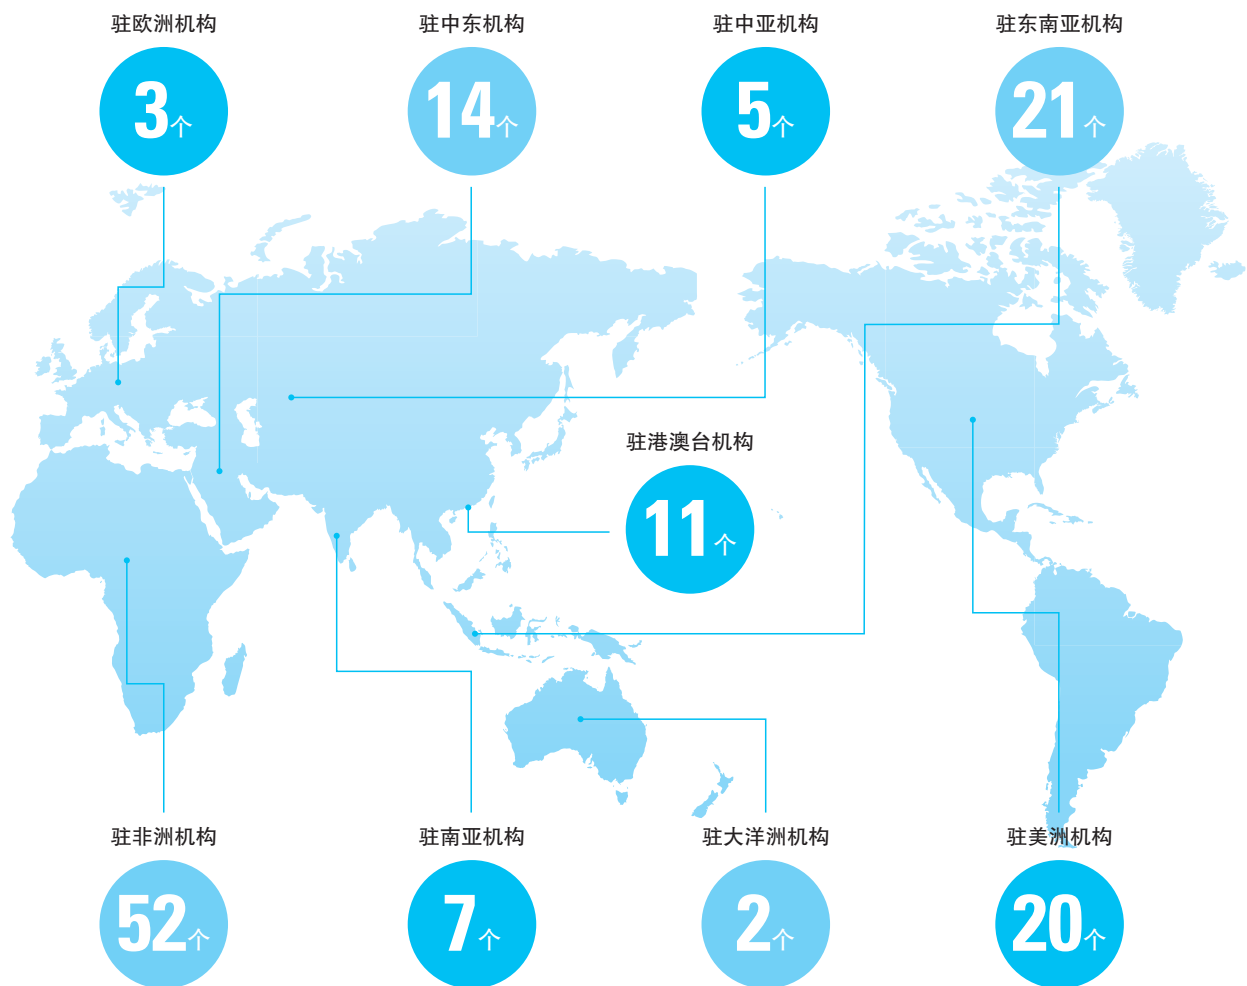 驻欧洲机构
3个
驻中东机构
14个
驻中亚机构
5个
驻东南亚机构
21个
驻港澳台机构
11个
驻非洲机构
52个
驻南亚机构
7个
驻大洋洲机构
2个
驻美洲机构
20个